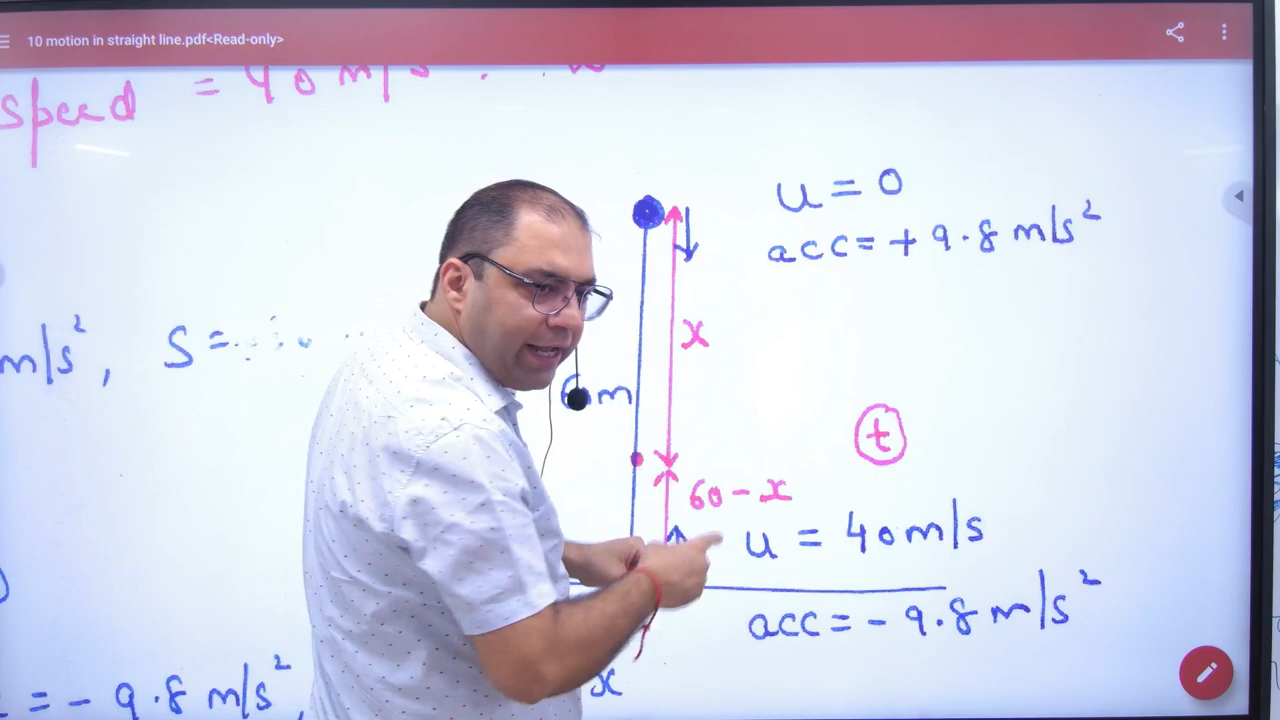 10 motion in straight line.pdf<Read-only>
speed = 40 m/s
u = 0
acc = + 9.8 m/s²
x
m/s², S =
m
t
60 - x
u = 40 m/s
acc = - 9.8 m/s²
= - 9.8 m/s²,
x